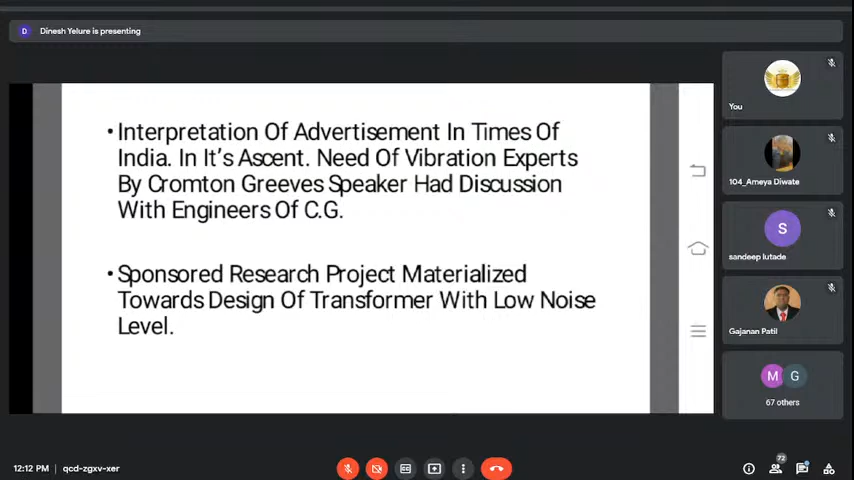 D Dinesh Yelure is presenting
• Interpretation Of Advertisement In Times Of
India. In It's Ascent. Need Of Vibration Experts
By Cromton Greeves Speaker Had Discussion
With Engineers Of C.G.
• Sponsored Research Project Materialized
Towards Design Of Transformer With Low Noise
Level.
You
104_Ameya Diwate
S
sandeep lutade
Gajanan Patil
M G
67 others
12:12 PM | qcd-zgxv-xer
72